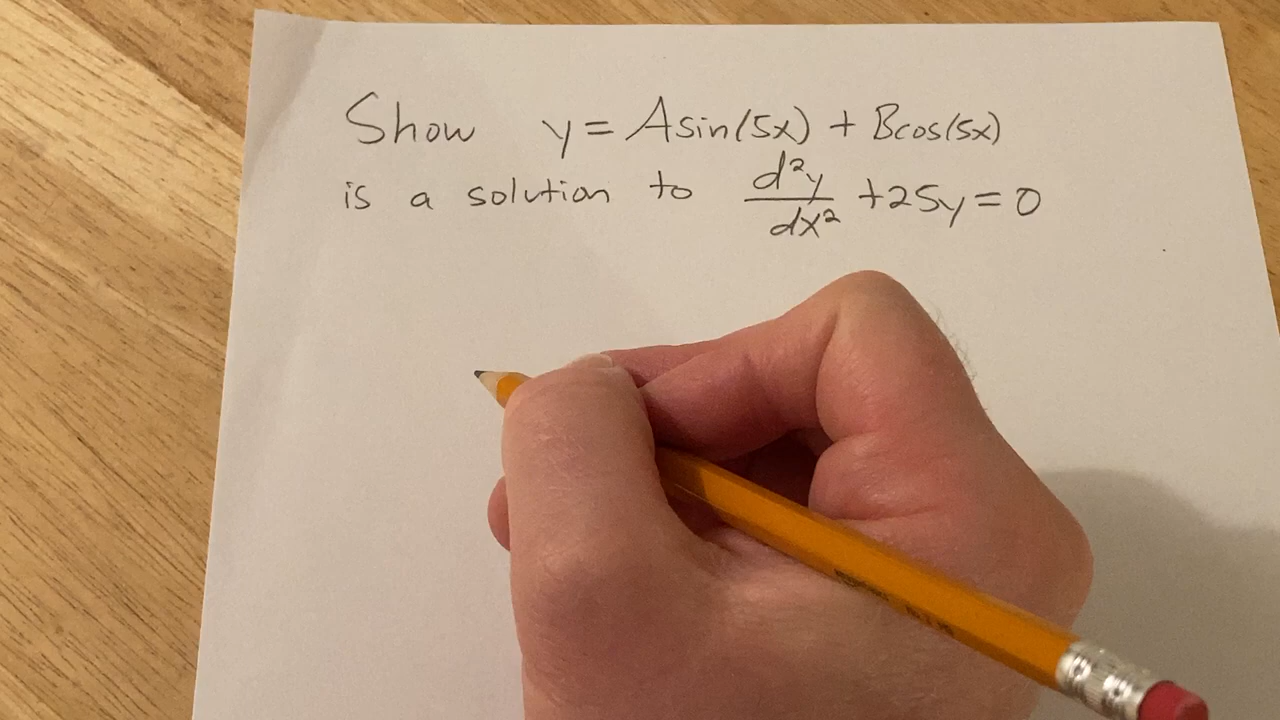 Show y = Asin(5x) + Bcos(5x)
is a solution to d²y/dx² + 25y = 0